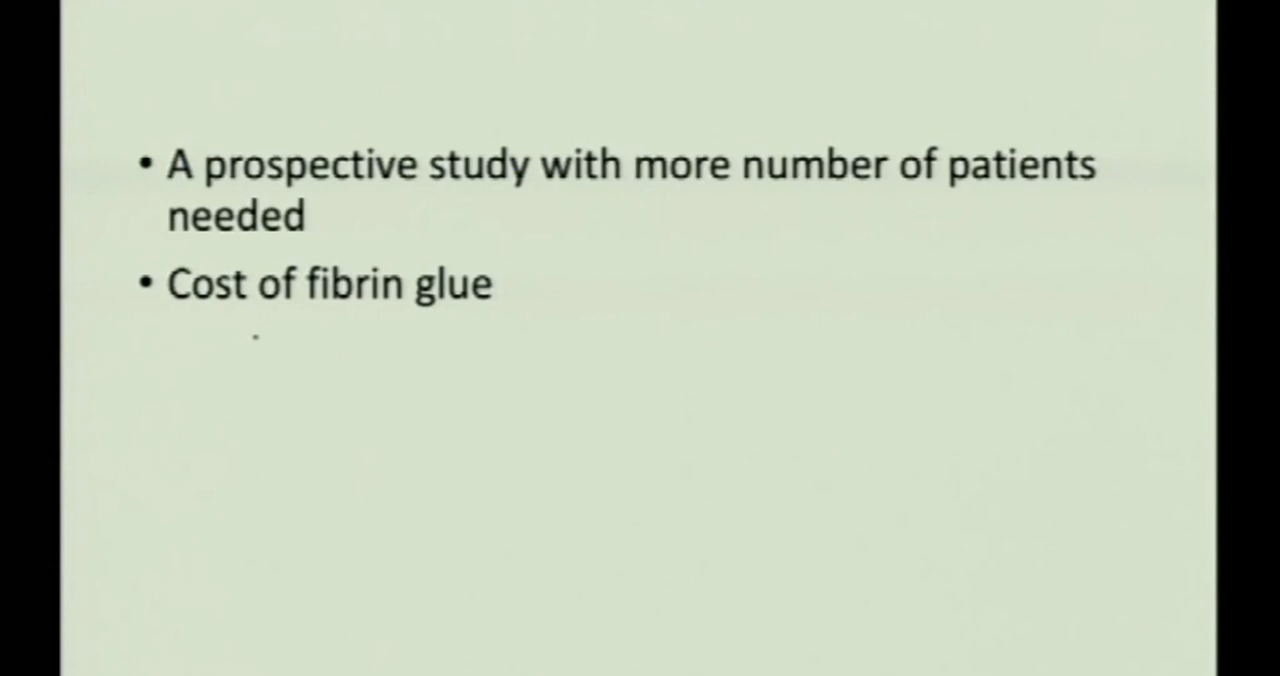 • A prospective study with more number of patients
needed
• Cost of fibrin glue
.